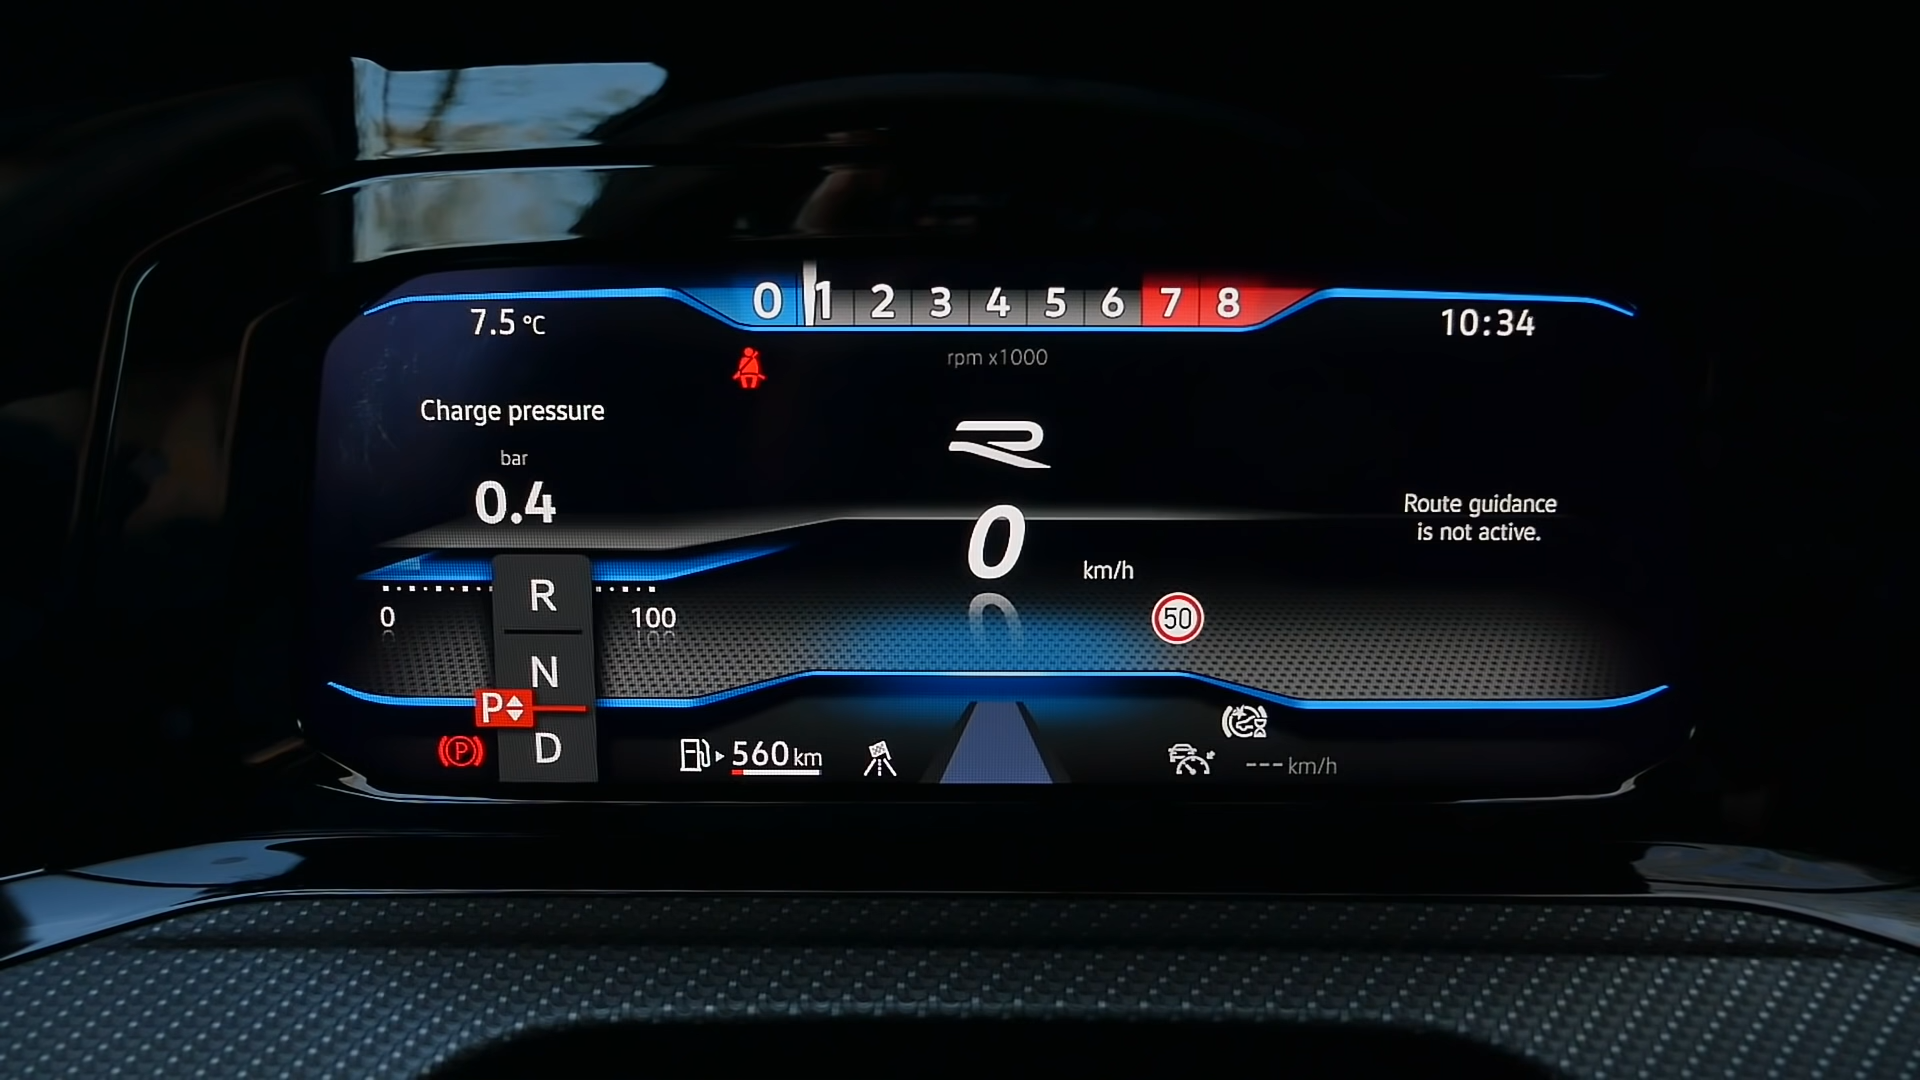 0 1 2 3 4 5 6 7 8
7.5 °C
10:34
rpm x1000
Charge pressure
bar
0.4
R
0
km/h
Route guidance
is not active.
0
100
50
R
N
P
D
P
560 km
--- km/h